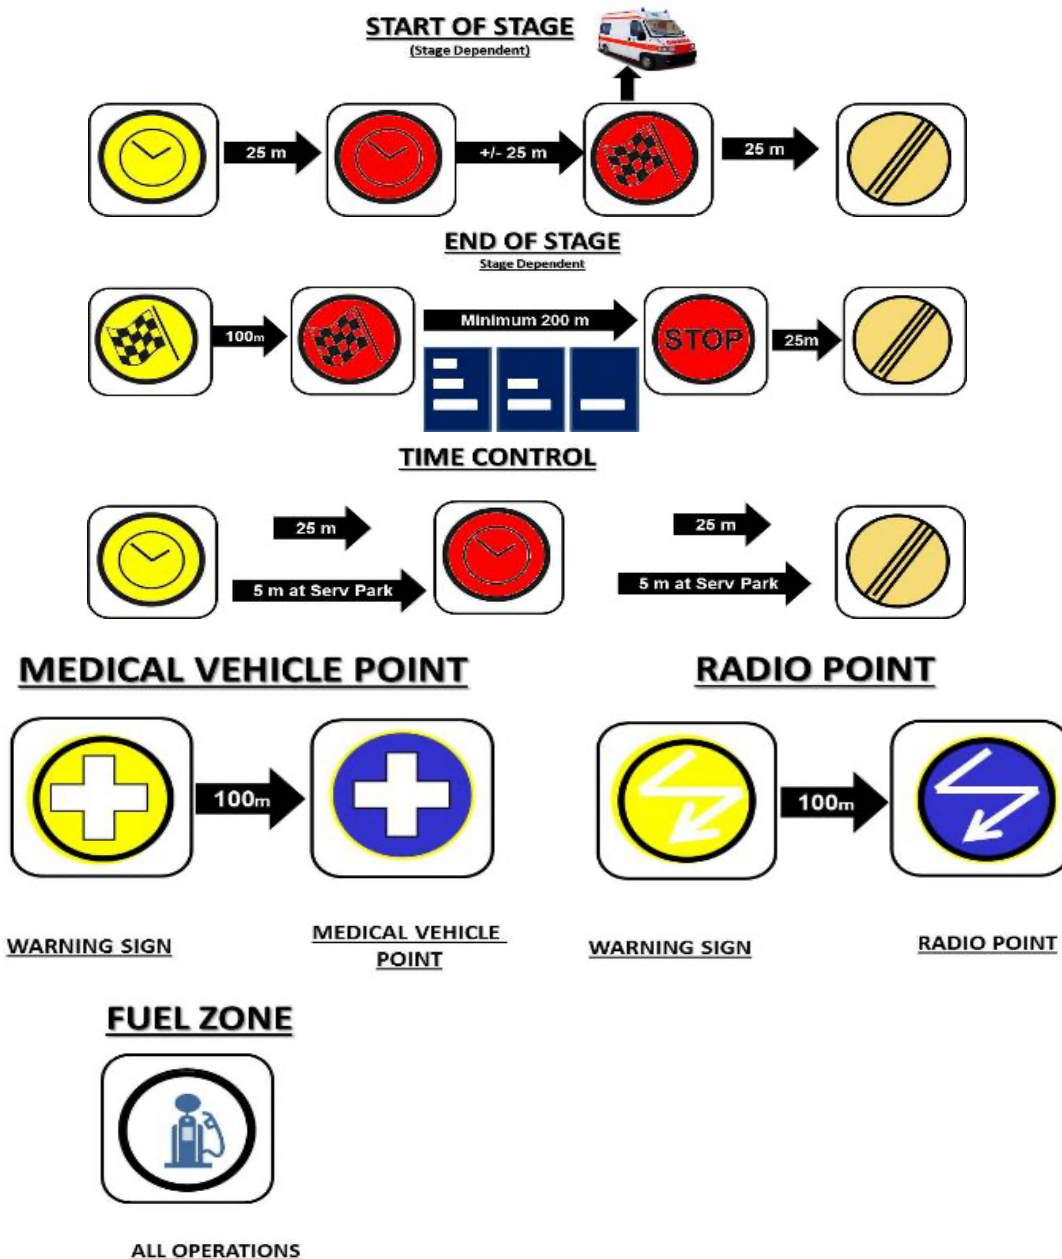 START OF STAGE
(Stage Dependent)
25 m
+/- 25 m
25 m
END OF STAGE
Stage Dependent
100m
Minimum 200 m
STOP
25m
TIME CONTROL
25 m
25 m
5 m at Serv Park
5 m at Serv Park
MEDICAL VEHICLE POINT
RADIO POINT
100m
100m
WARNING SIGN
MEDICAL VEHICLE
POINT
WARNING SIGN
RADIO POINT
FUEL ZONE
ALL OPERATIONS